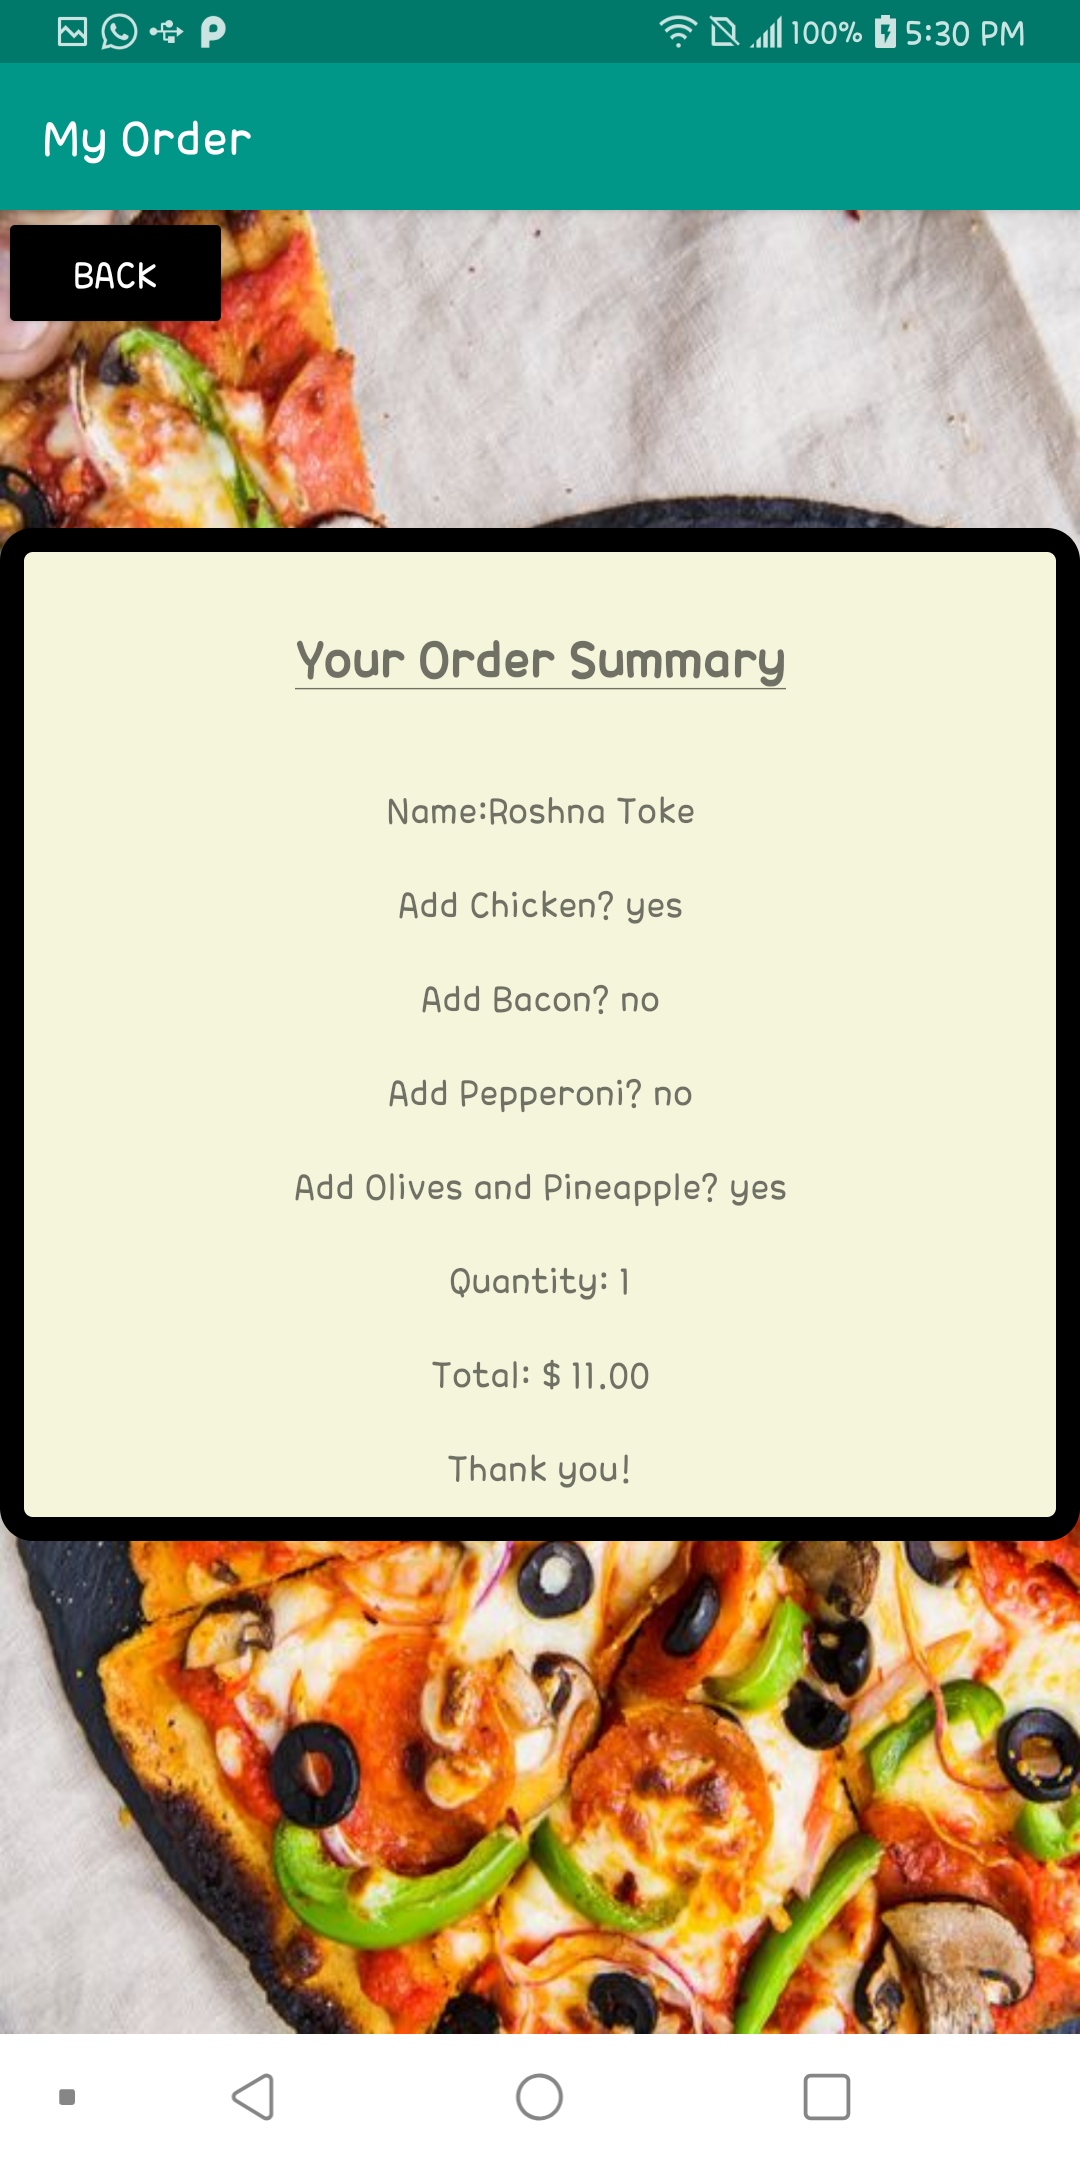 100% 5:30 PM
My Order
BACK
Your Order Summary
Name:Roshna Toke
Add Chicken? yes
Add Bacon? no
Add Pepperoni? no
Add Olives and Pineapple? yes
Quantity: 1
Total: $ 11.00
Thank you!